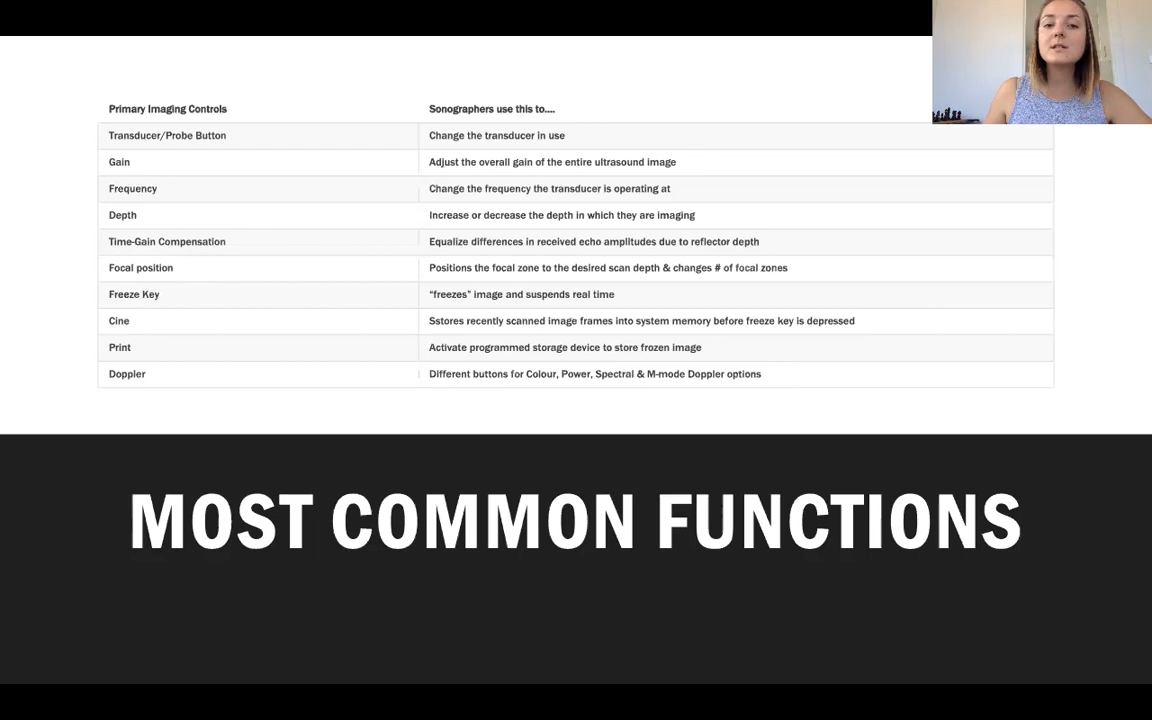 Primary Imaging Controls Sonographers use this to....
Transducer/Probe Button Change the transducer in use
Gain Adjust the overall gain of the entire ultrasound image
Frequency Change the frequency the transducer is operating at
Depth Increase or decrease the depth in which they are imaging
Time-Gain Compensation Equalize differences in received echo amplitudes due to reflector depth
Focal position Positions the focal zone to the desired scan depth & changes # of focal zones
Freeze Key “freezes” image and suspends real time
Cine Sstores recently scanned image frames into system memory before freeze key is depressed
Print Activate programmed storage device to store frozen image
Doppler Different buttons for Colour, Power, Spectral & M-mode Doppler options
MOST COMMON FUNCTIONS